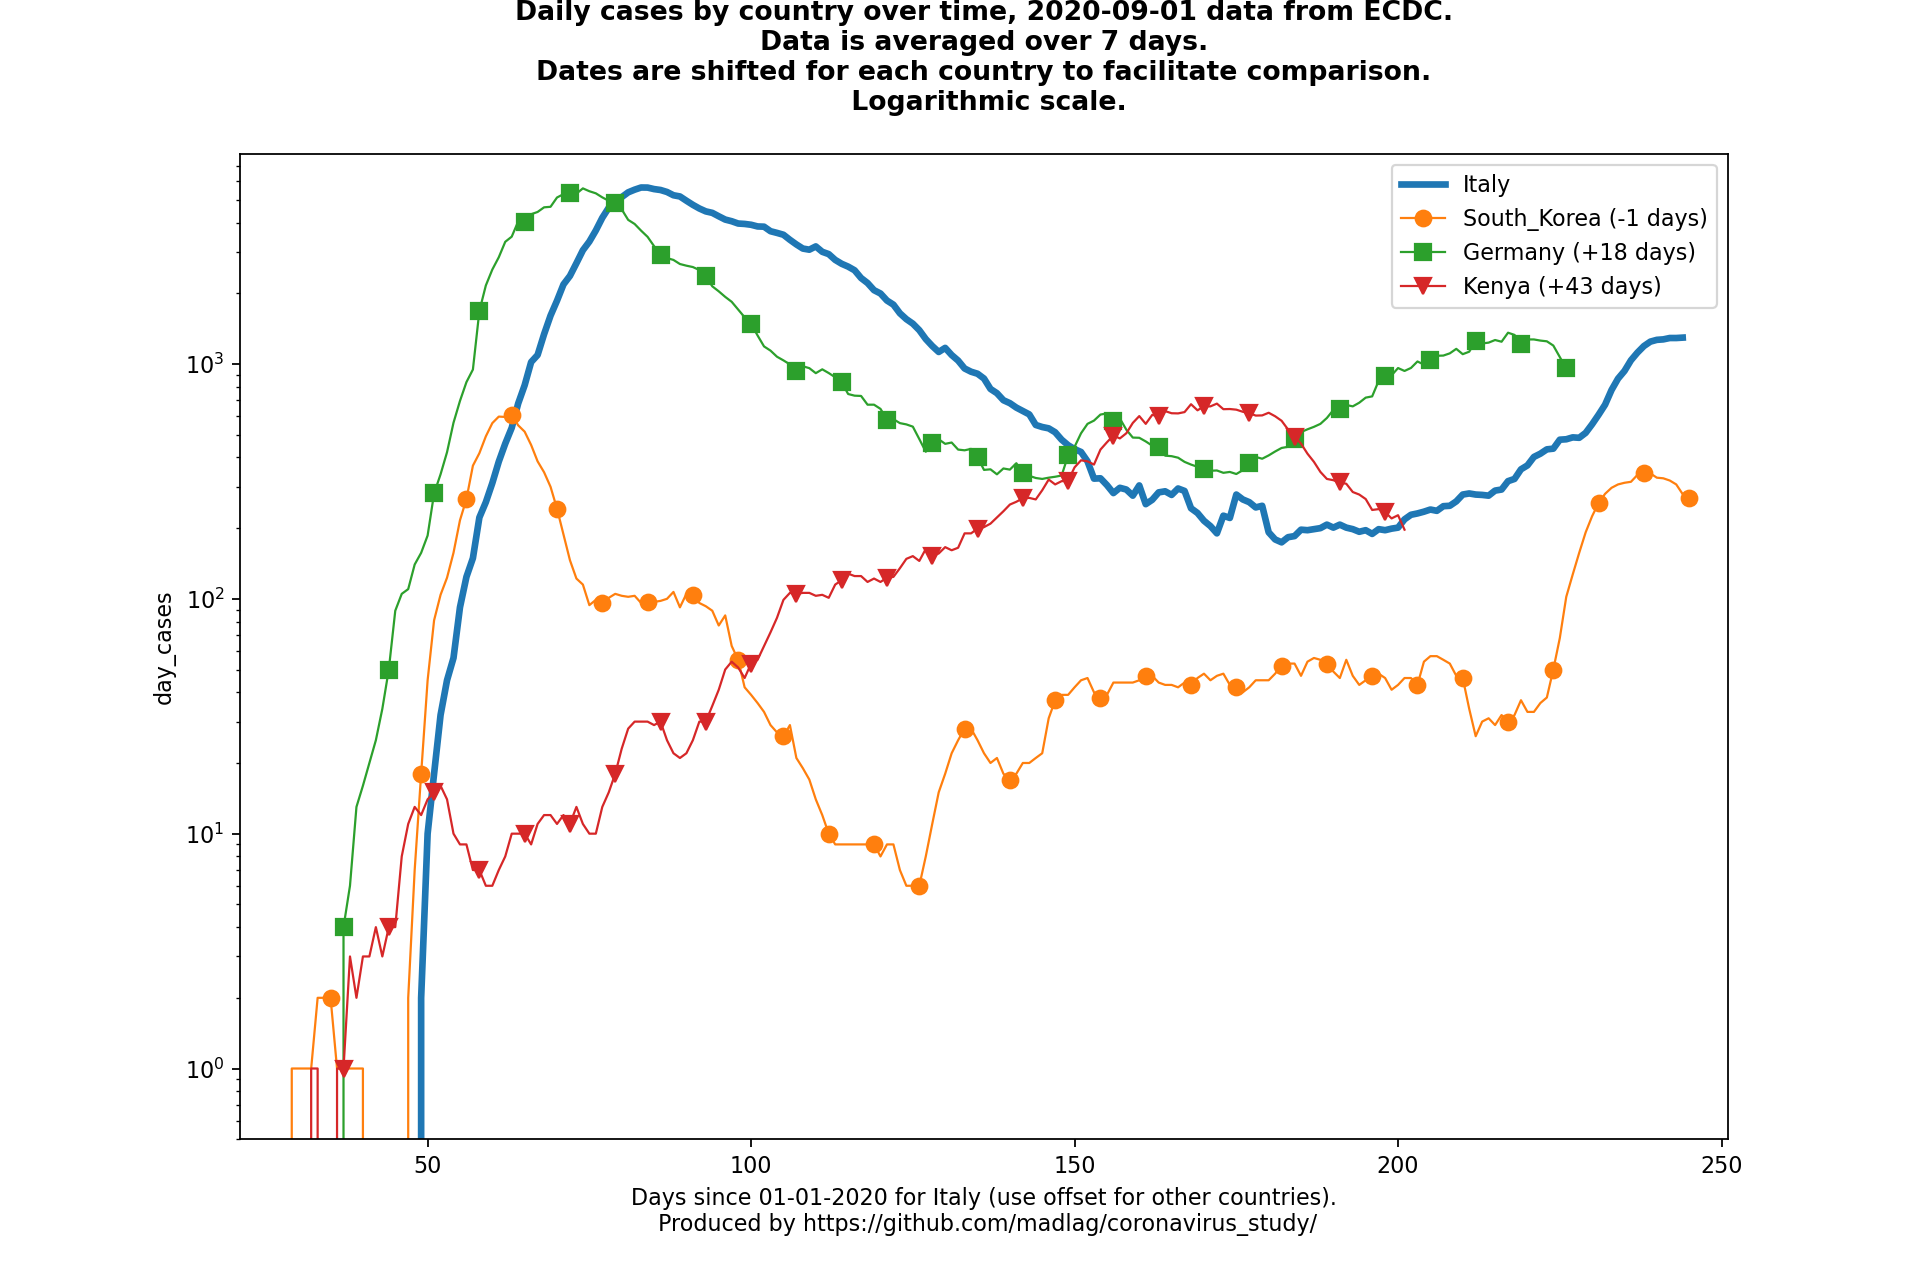 Daily cases by country over time, 2020-09-01 data from ECDC.
Data is averaged over 7 days.
Dates are shifted for each country to facilitate comparison.
Logarithmic scale.
Italy
South_Korea (-1 days)
Germany (+18 days)
Kenya (+43 days)
day_cases
10³
10²
10¹
10⁰
50
100
150
200
250
Days since 01-01-2020 for Italy (use offset for other countries).
Produced by https://github.com/madlag/coronavirus_study/